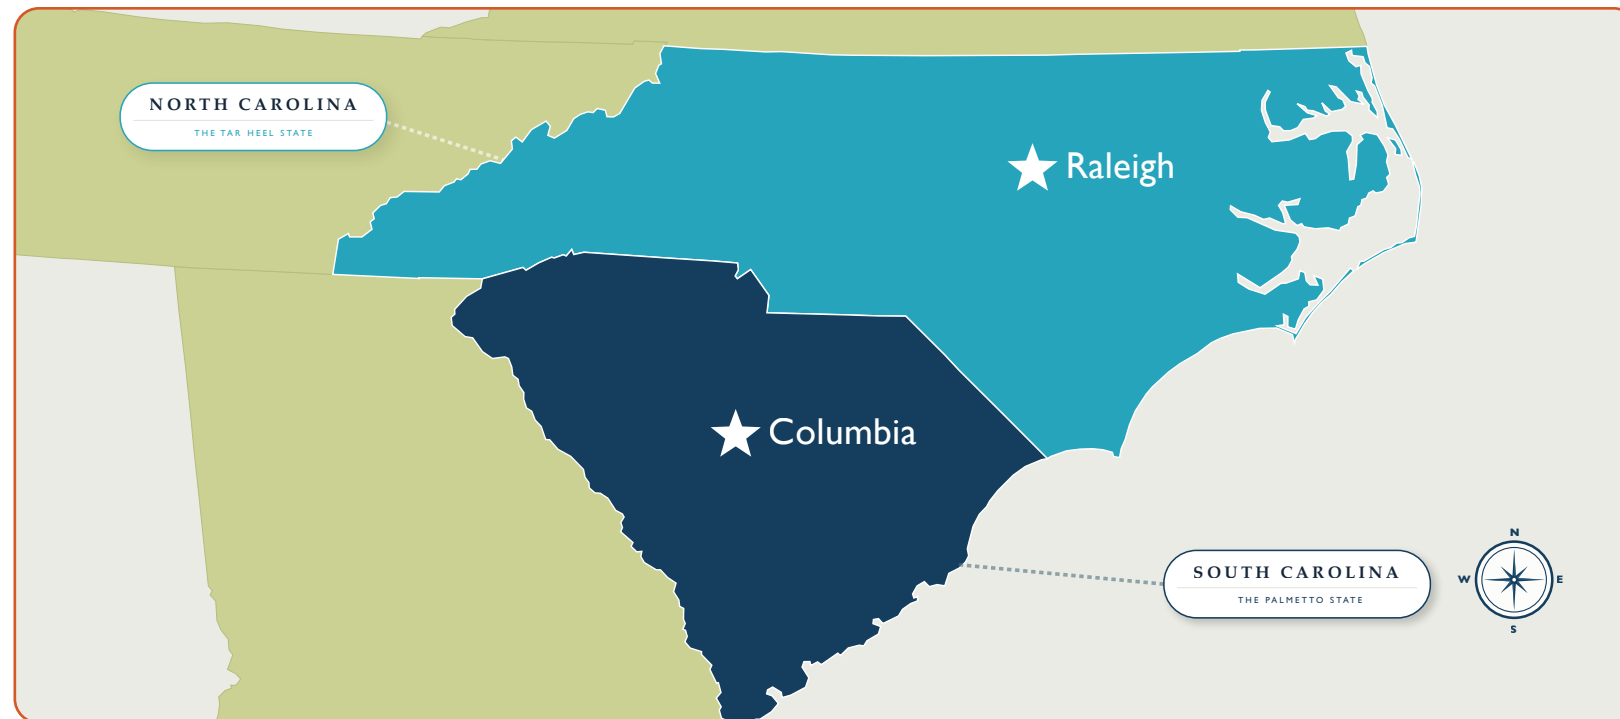 NORTH CAROLINA
THE TAR HEEL STATE
Raleigh
Columbia
SOUTH CAROLINA
THE PALMETTO STATE
N
W E
S